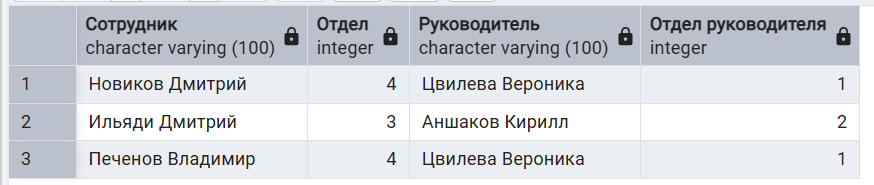 Сотрудник Отдел Руководитель Отдел руководителя
character varying (100) integer character varying (100) integer
1 Новиков Дмитрий 4 Цвилева Вероника 1
2 Ильяди Дмитрий 3 Аншаков Кирилл 2
3 Печенов Владимир 4 Цвилева Вероника 1